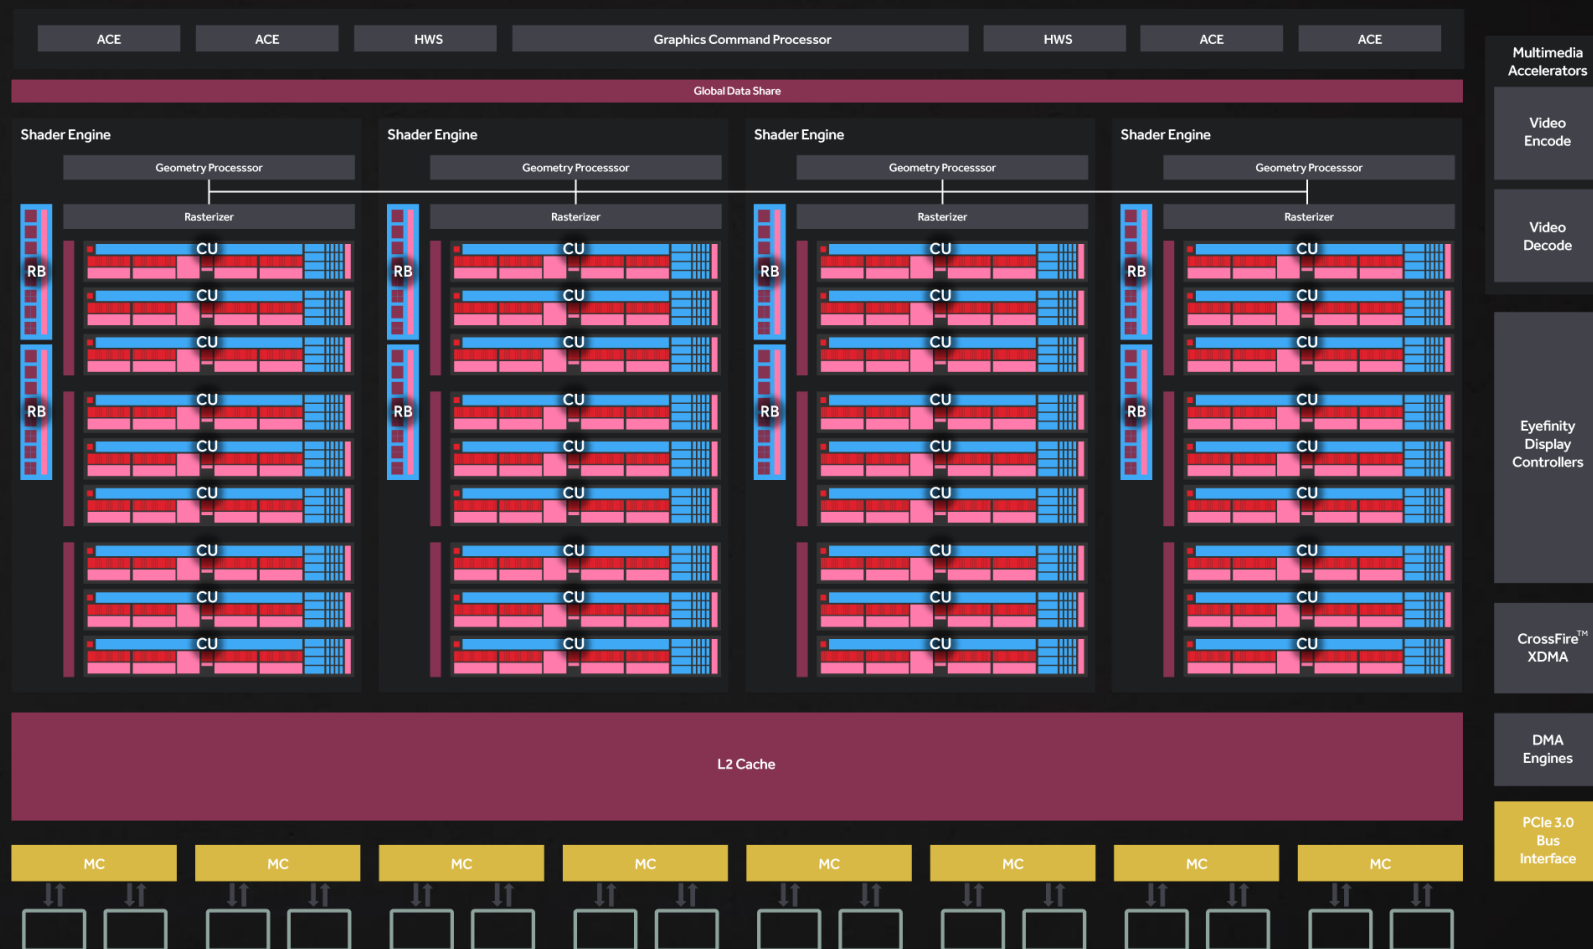 ACE
ACE
HWS
Graphics Command Processor
HWS
ACE
ACE
Multimedia
Accelerators
Video
Encode
Video
Decode
Eyefinity
Display
Controllers
CrossFire™
XDMA
DMA
Engines
PCIe 3.0
Bus
Interface
Global Data Share
Shader Engine
Geometry Processsor
Rasterizer
RB
RB
CU
CU
CU
CU
CU
CU
CU
CU
CU
Shader Engine
Geometry Processsor
Rasterizer
RB
RB
CU
CU
CU
CU
CU
CU
CU
CU
CU
Shader Engine
Geometry Processsor
Rasterizer
RB
RB
CU
CU
CU
CU
CU
CU
CU
CU
CU
Shader Engine
Geometry Processsor
Rasterizer
RB
RB
CU
CU
CU
CU
CU
CU
CU
CU
CU
L2 Cache
MC
MC
MC
MC
MC
MC
MC
MC